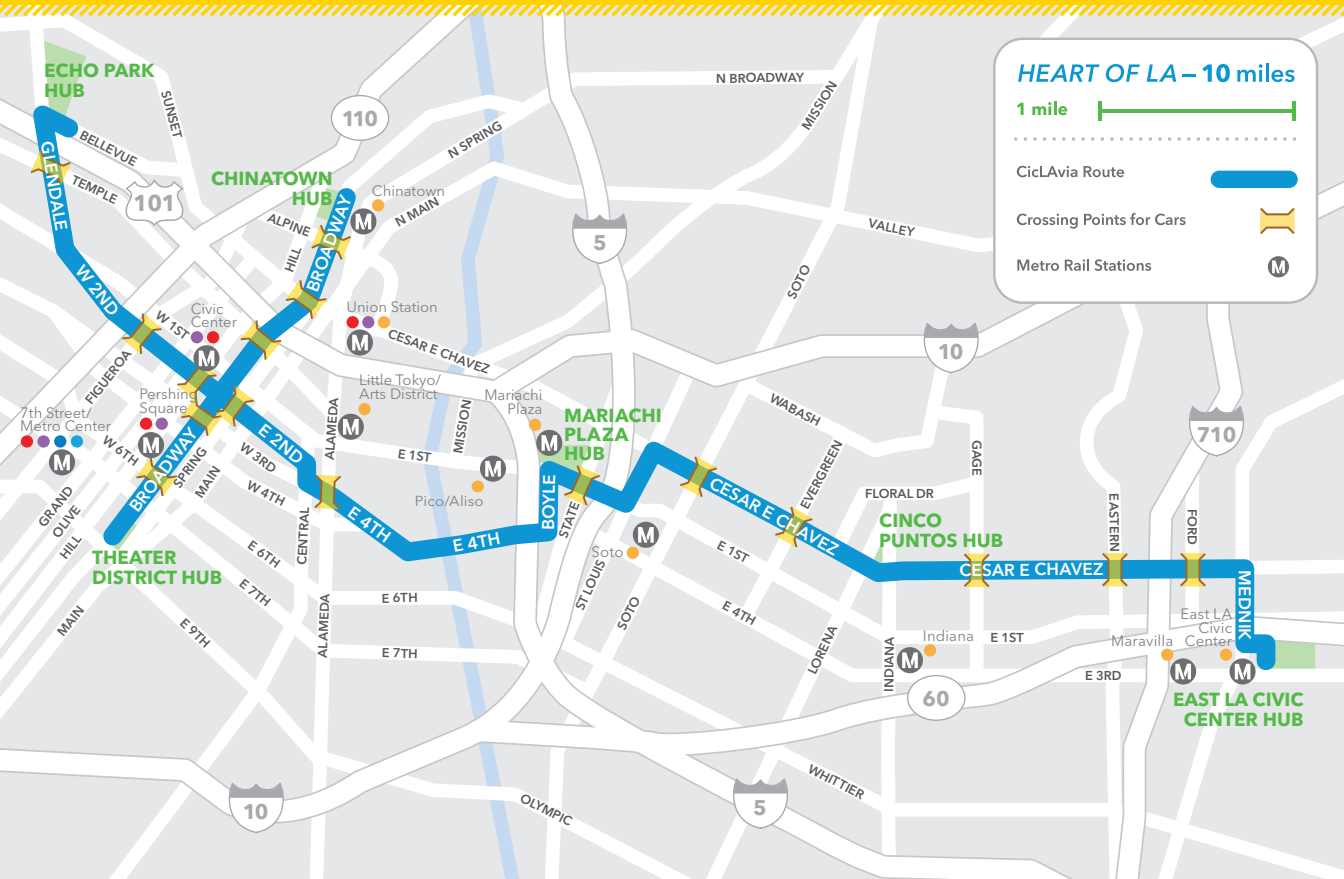 HEART OF LA – 10 miles
1 mile
CicLAvia Route
Crossing Points for Cars
Metro Rail Stations
M
ECHO PARK
HUB
SUNSET
110
N BROADWAY
MISSION
BELLEVUE
GLENDALE
TEMPLE
101
N SPRING
CHINATOWN
HUB
Chinatown
M
N MAIN
ALPINE
HILL
BROADWAY
5
VALLEY
SOTO
W 2ND
W 1ST
Civic
Center
M
Union Station
M
CESAR E CHAVEZ
10
FIGUEROA
Little Tokyo/
Arts District
M
ALAMEDA
Mariachi
Plaza
M
MARIACHI
PLAZA
HUB
WABASH
710
Pershing
Square
M
7th Street/
Metro Center
M
W 6TH
BROADWAY
SPRING
MAIN
E 2ND
W 3RD
W 4TH
E 1ST
MISSION
M
Pico/Aliso
GRAND
OLIVE
HILL
CENTRAL
E 4TH
E 4TH
BOYLE
STATE
CESAR E CHAVEZ
EVERGREEN
GAGE
FLORAL DR
CINCO
PUNTOS HUB
EASTERN
FORD
THEATER
DISTRICT HUB
E 6TH
E 7TH
E 9TH
MAIN
M
Soto
E 1ST
ST LOUIS
SOTO
E 4TH
CESAR E CHAVEZ
MEDNIK
E 6TH
ALAMEDA
E 7TH
LORENA
INDIANA
M
Indiana
E 1ST
East LA
Civic
Center
M
Maravilla
M
E 3RD
60
EAST LA CIVIC
CENTER HUB
WHITTIER
10
OLYMPIC
5